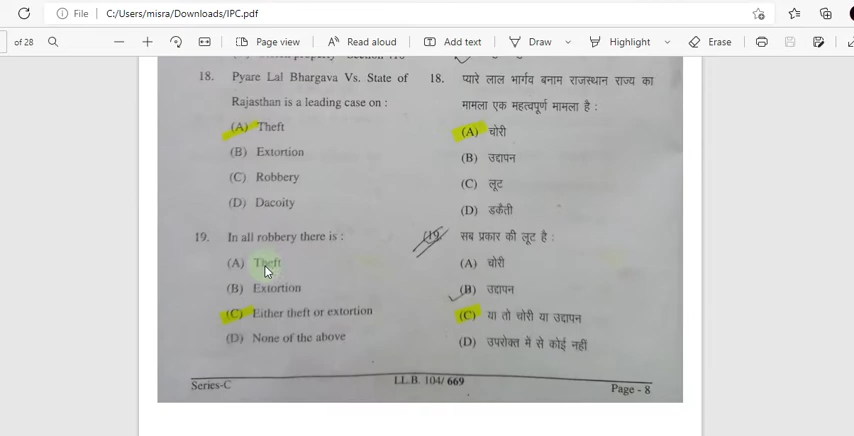 File
C:/Users/misra/Downloads/IPC.pdf
of 28
Page view
Read aloud
Add text
Draw
Highlight
Erase
18. Pyare Lal Bhargava Vs. State of
Rajasthan is a leading case on :
(A) Theft
(B) Extortion
(C) Robbery
(D) Dacoity
19. In all robbery there is :
(A) Theft
(B) Extortion
(C) Either theft or extortion
(D) None of the above
18. प्यारे लाल भार्गव बनाम राजस्थान राज्य का
मामला एक महत्वपूर्ण मामला है :
(A) चोरी
(B) उद्दापन
(C) लूट
(D) डकैती
19. सब प्रकार की लूट है :
(A) चोरी
(B) उद्दापन
(C) या तो चोरी या उद्दापन
(D) उपरोक्त में से कोई नहीं
Series-C
LL.B. 104/ 669
Page - 8